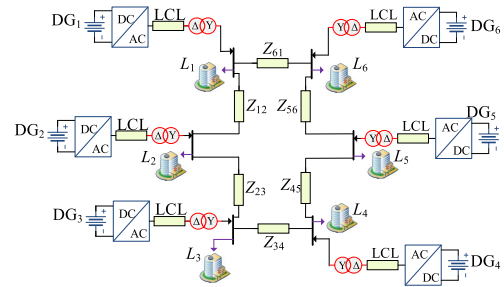 DG1 DC AC LCL Δ Y
L1 Z61 L6
Y Δ LCL DC AC DG6
Z12 Z56
DG2 DC AC LCL Δ Y
L2 L5
Y Δ LCL DC AC DG5
Z23 Z45
DG3 DC AC LCL Δ Y
L3 Z34 L4
Y Δ LCL DC AC DG4